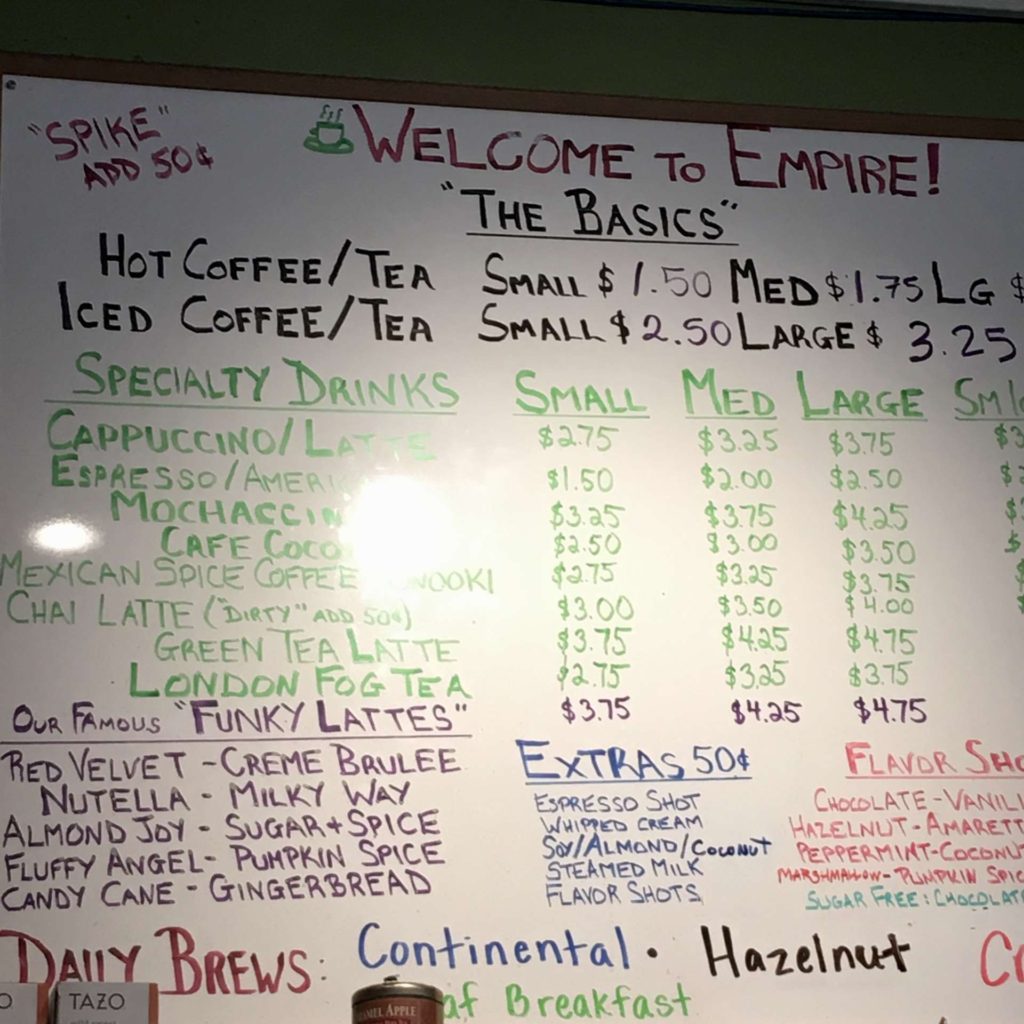 "SPIKE"
ADD 50¢
WELCOME TO EMPIRE!
"THE BASICS"
HOT COFFEE/TEA SMALL $1.50 MED $1.75 LG $
ICED COFFEE/TEA SMALL $2.50 LARGE $3.25
SPECIALTY DRINKS SMALL MED LARGE
CAPPUCCINO/LATTE $2.75 $3.25 $3.75 $3
ESPRESSO/ $1.50 $2.00 $2.50
$3.25 $3.75 $4.25
CAFE $2.50 $3.00 $3.50
MEXICAN SPICE COFFEE $2.75 $3.25 $3.75
CHAI LATTE ("DIRTY" ADD 50¢) $3.00 $3.50 $4.00
GREEN TEA LATTE $3.75 $4.25 $4.75
LONDON FOG TEA $2.75 $3.25 $3.75
OUR FAMOUS "FUNKY LATTES" $3.75 $4.25 $4.75
RED VELVET - CREME BRULEE
NUTELLA - MILKY WAY
ALMOND JOY - SUGAR + SPICE
FLUFFY ANGEL - PUMPKIN SPICE
CANDY CANE - GINGERBREAD
EXTRAS 50¢
ESPRESSO SHOT
WHIPPED CREAM
SOY/ALMOND/COCONUT
STEAMED MILK
FLAVOR SHOTS
FLAVOR SHO
CHOCOLATE - VANILL
HAZELNUT - AMARETT
PEPPERMINT - COCONUT
MARSHMALLOW - PUMPKIN SPIC
SUGAR FREE: CHOCOLATE
DAILY BREWS: Continental · Hazelnut
Breakfast
TAZO
APPLE